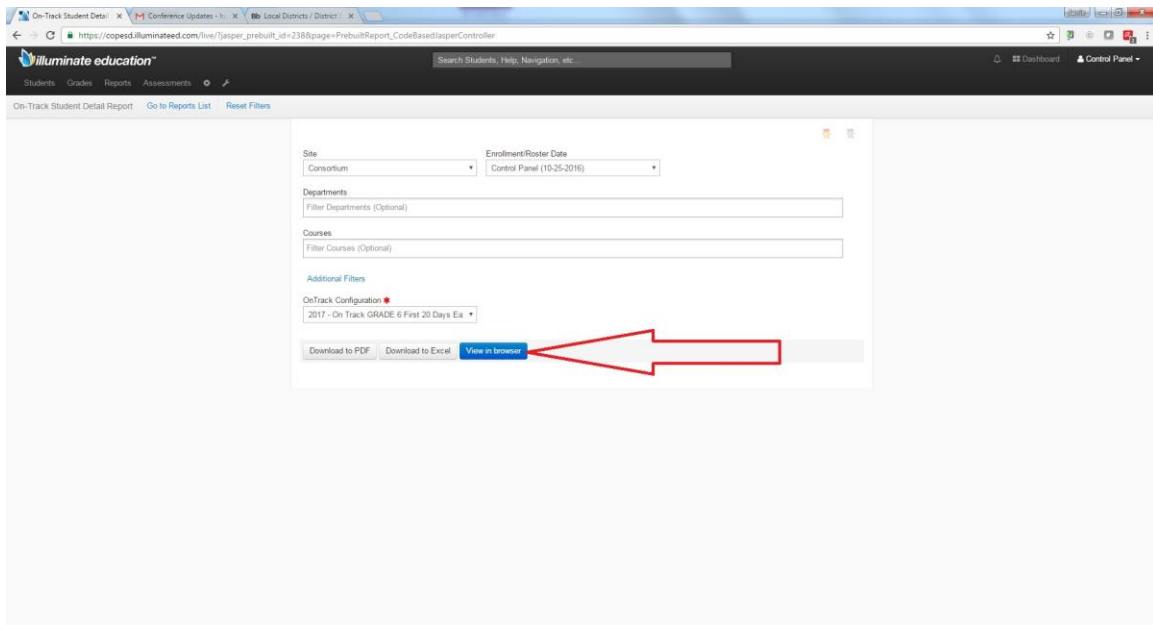 On-Track Student Detail
Conference Updates - h
Bb Local Districts / District
https://copesd.illuminateed.com/live/?jasper_prebuilt_id=238&page=PrebuiltReport_CodeBasedJasperController
illuminate education™
Search Students, Help, Navigation, etc...
Dashboard
Control Panel
Students Grades Reports Assessments
On-Track Student Detail Report Go to Reports List Reset Filters
Site Enrollment/Roster Date
Consortium Control Panel (10-25-2016)
Departments
Filter Departments (Optional)
Courses
Filter Courses (Optional)
Additional Filters
OnTrack Configuration
2017 - On Track GRADE 6 First 20 Days Ea
Download to PDF Download to Excel View in browser